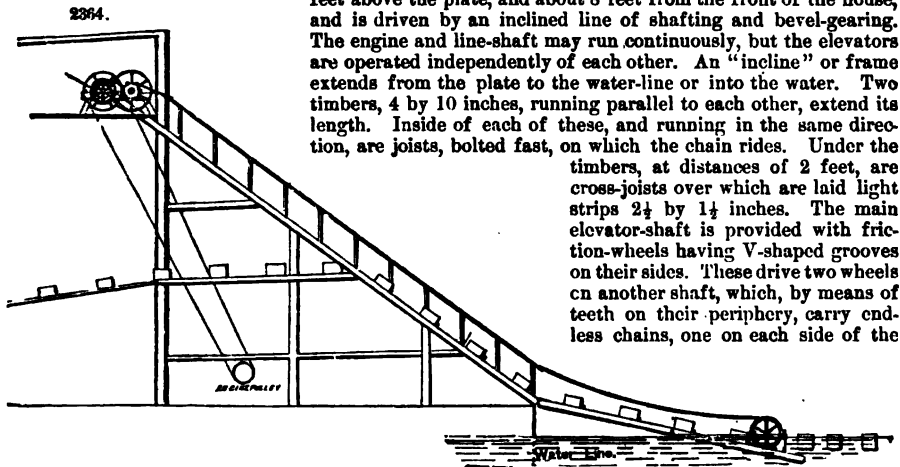 2364.
feet above the plate, and about 8 feet from the front of the house,
and is driven by an inclined line of shafting and bevel-gearing.
The engine and line-shaft may run continuously, but the elevators
are operated independently of each other. An "incline" or frame
extends from the plate to the water-line or into the water. Two
timbers, 4 by 10 inches, running parallel to each other, extend its
length. Inside of each of these, and running in the same direc-
tion, are joists, bolted fast, on which the chain rides. Under the
timbers, at distances of 2 feet, are
cross-joists over which are laid light
strips 2½ by 1½ inches. The main
elevator-shaft is provided with fric-
tion-wheels having V-shaped grooves
on their sides. These drive two wheels
on another shaft, which, by means of
teeth on their periphery, carry end-
less chains, one on each side of the
ENGINE PULLEY
Water Line.